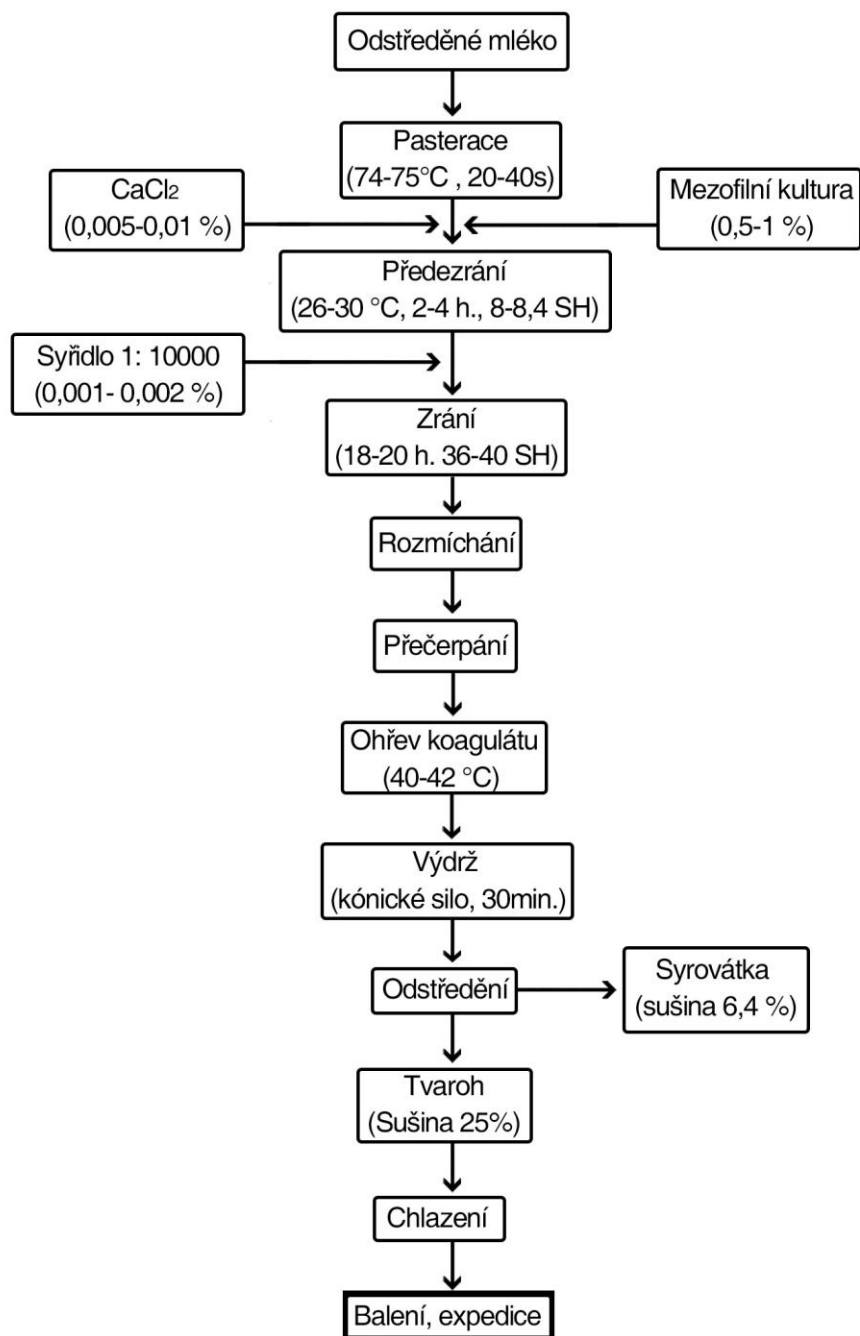 Odstředěné mléko
Pasterace
(74-75°C , 20-40s)
CaCl₂
(0,005-0,01 %)
Mezofilní kultura
(0,5-1 %)
Předezrání
(26-30 °C, 2-4 h., 8-8,4 SH)
Syřidlo 1: 10000
(0,001- 0,002 %)
Zrání
(18-20 h. 36-40 SH)
Rozmíchání
Přečerpání
Ohřev koagulátu
(40-42 °C)
Výdrž
(kónické silo, 30min.)
Odstředění
Syrovátka
(sušina 6,4 %)
Tvaroh
(Sušina 25%)
Chlazení
Balení, expedice